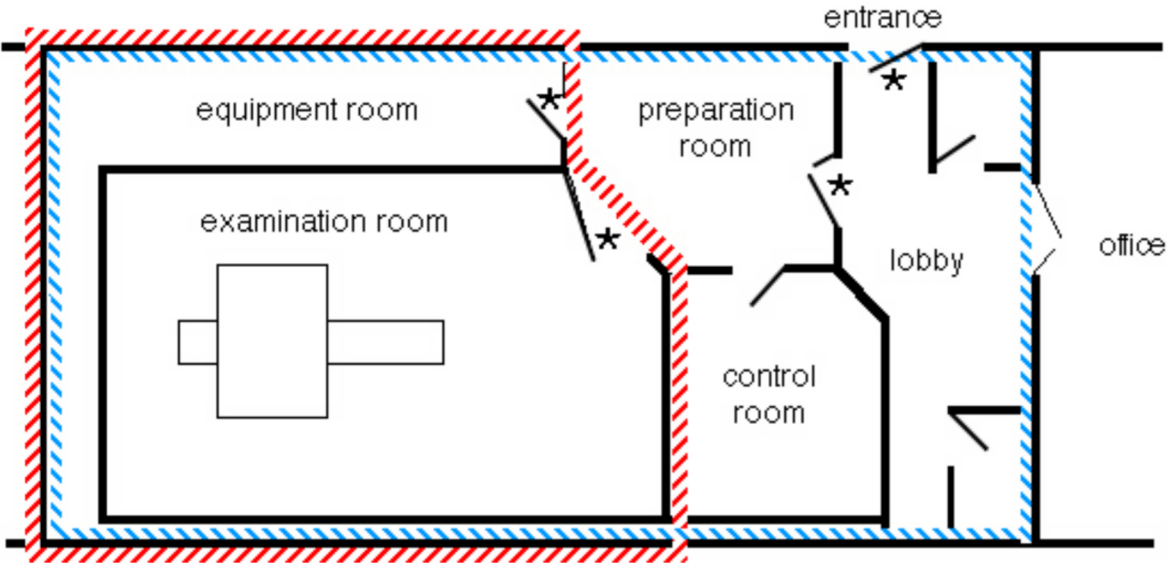 entrance
equipment room
preparation
room
examination room
lobby
office
control
room